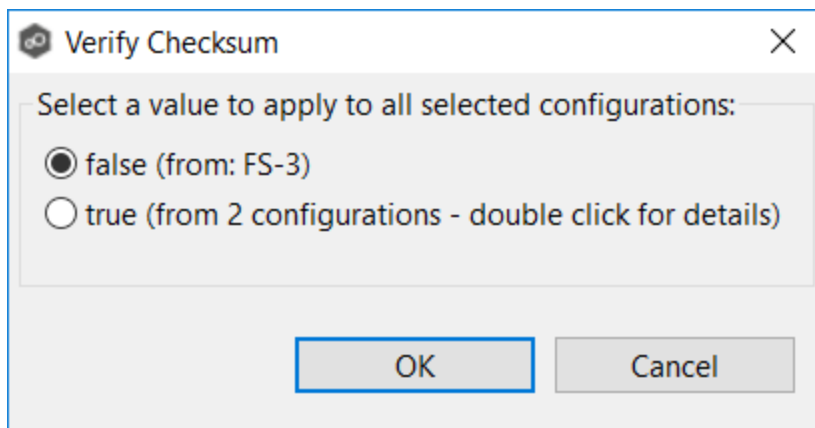 Verify Checksum
Select a value to apply to all selected configurations:
false (from: FS-3)
true (from 2 configurations - double click for details)
OK
Cancel